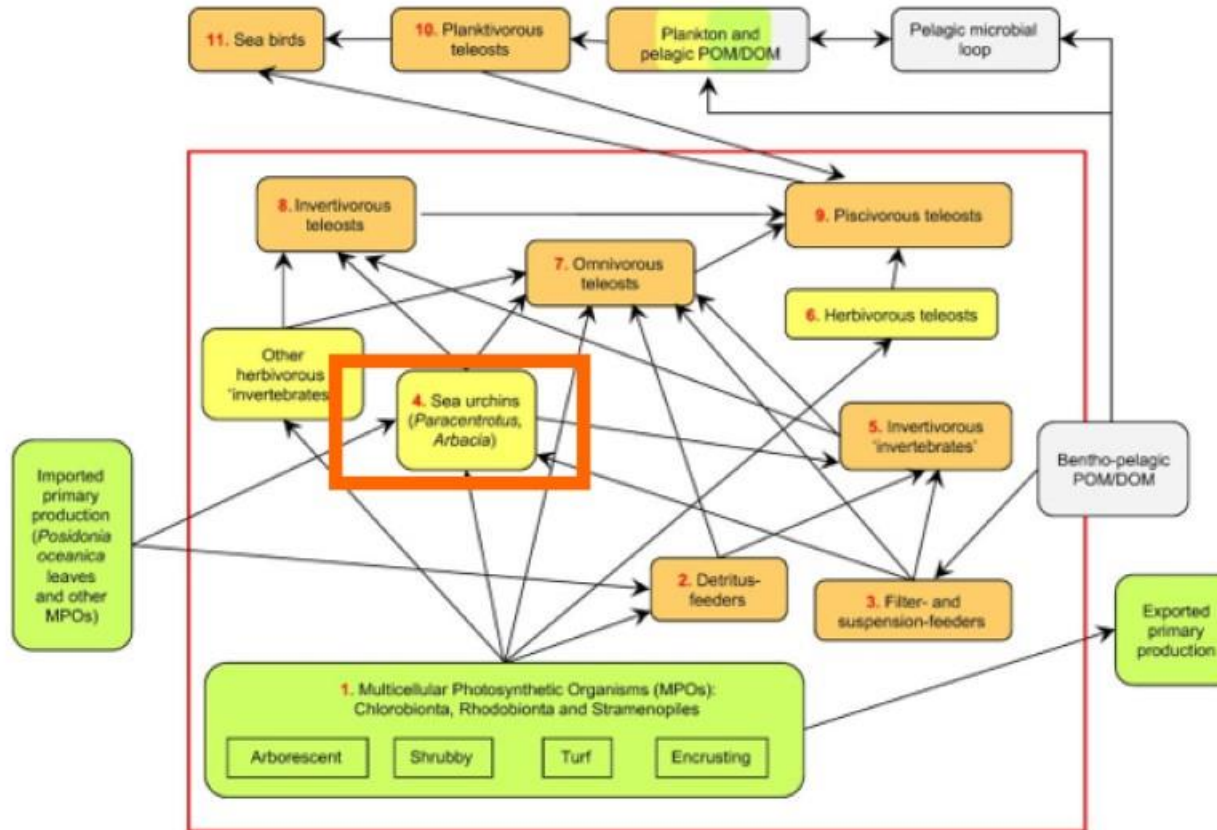 11. Sea birds
10. Planktivorous
teleosts
Plankton and
pelagic POM/DOM
Pelagic microbial
loop
8. Invertivorous
teleosts
9. Piscivorous teleosts
7. Omnivorous
teleosts
6. Herbivorous teleosts
Other
herbivorous
'invertebrates'
4. Sea urchins
(Paracentrotus,
Arbacia)
5. Invertivorous
'invertebrates'
Bentho-pelagic
POM/DOM
Imported
primary
production
(Posidonia
oceanica
leaves
and other
MPOs)
2. Detritus-
feeders
3. Filter- and
suspension-feeders
Exported
primary
production
1. Multicellular Photosynthetic Organisms (MPOs):
Chlorobionta, Rhodobionta and Stramenopiles
Arborescent
Shrubby
Turf
Encrusting